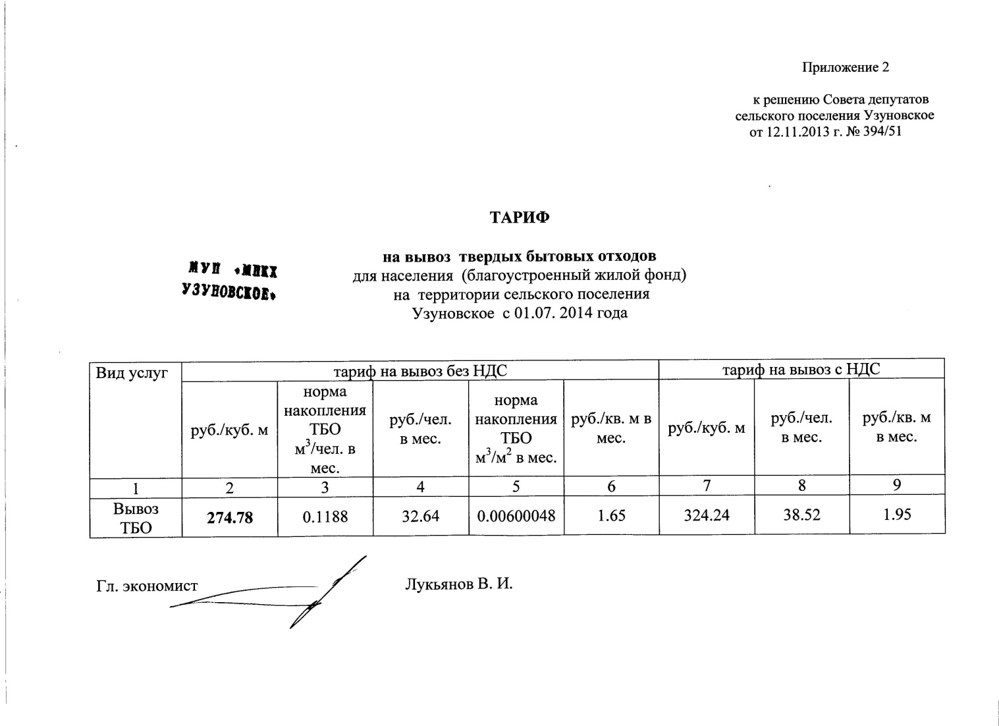 Приложение 2
к решению Совета депутатов
сельского поселения Узуновское
от 12.11.2013 г. № 394/51
ТАРИФ
на вывоз твердых бытовых отходов
для населения (благоустроенный жилой фонд)
на территории сельского поселения
Узуновское с 01.07. 2014 года
МУП «МПКХ
УЗУНОВСКОЕ»
Вид услуг
тариф на вывоз без НДС
тариф на вывоз с НДС
руб./куб. м
норма
накопления
ТБО
м³/чел. в
мес.
руб./чел.
в мес.
норма
накопления
ТБО
м³/м² в мес.
руб./кв. м в
мес.
руб./куб. м
руб./чел.
в мес.
руб./кв. м
в мес.
1 2 3 4 5 6 7 8 9
Вывоз
ТБО
274.78 0.1188 32.64 0.00600048 1.65 324.24 38.52 1.95
Гл. экономист Лукьянов В. И.